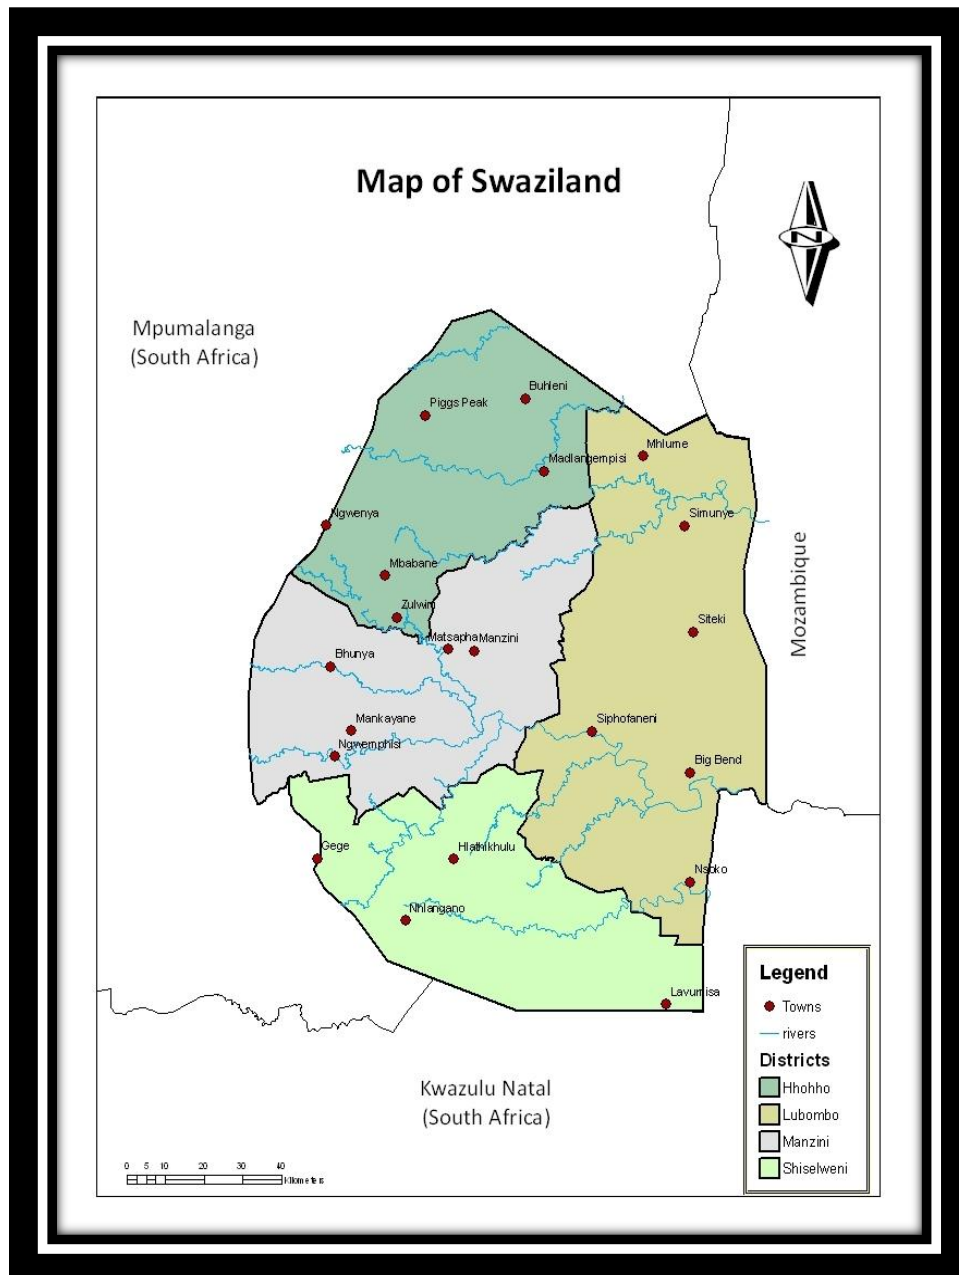 Map of Swaziland
N
Mpumalanga
(South Africa)
Buhleni
Piggs Peak
Mhlume
Madlangempisi
Ngwenya
Simunye
Mozambique
Mbabane
Zulwini
Siteki
Matsapha
Manzini
Bhunya
Mankayane
Siphofaneni
Ngwemphisi
Big Bend
Gege
Hlathikhulu
Nsoko
Nhlangano
Lavumisa
Legend
Towns
rivers
Districts
Hhohho
Lubombo
Manzini
Shiselweni
Kwazulu Natal
(South Africa)
0 5 10 20 30 40
Kilometers